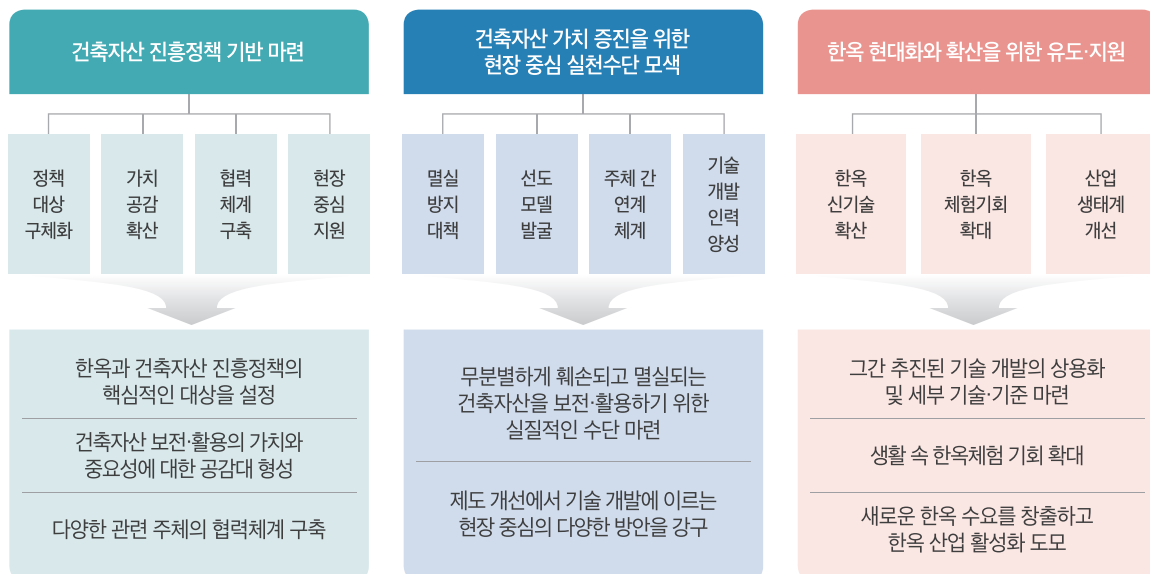 건축자산 진흥정책 기반 마련
정책
대상
구체화
가치
공감
확산
협력
체계
구축
현장
중심
지원
한옥과 건축자산 진흥정책의
핵심적인 대상을 설정
건축자산 보전·활용의 가치와
중요성에 대한 공감대 형성
다양한 관련 주체의 협력체계 구축
건축자산 가치 증진을 위한
현장 중심 실천수단 모색
멸실
방지
대책
선도
모델
발굴
주체 간
연계
체계
기술
개발
인력
양성
무분별하게 훼손되고 멸실되는
건축자산을 보전·활용하기 위한
실질적인 수단 마련
제도 개선에서 기술 개발에 이르는
현장 중심의 다양한 방안을 강구
한옥 현대화와 확산을 위한 유도·지원
한옥
신기술
확산
한옥
체험기회
확대
산업
생태계
개선
그간 추진된 기술 개발의 상용화
및 세부 기술·기준 마련
생활 속 한옥체험 기회 확대
새로운 한옥 수요를 창출하고
한옥 산업 활성화 도모